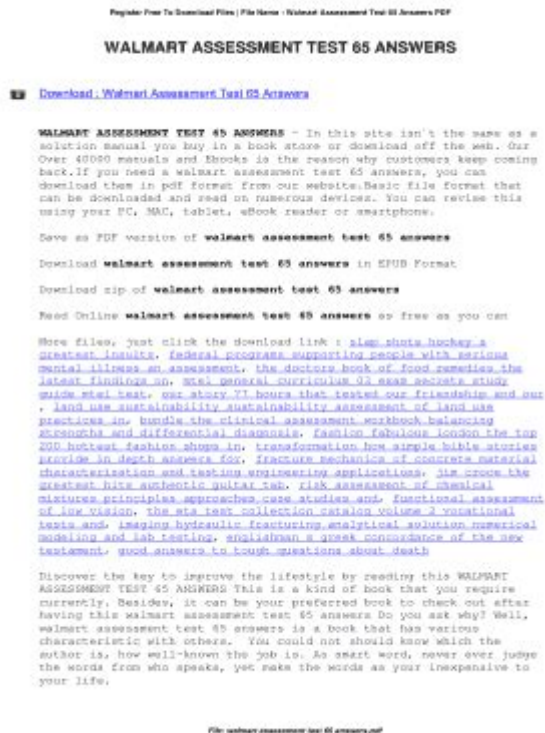 Register Free To Download Files | File Name - Walmart Assessment Test 65 Answers PDF
WALMART ASSESSMENT TEST 65 ANSWERS
Download : Walmart Assessment Test 65 Answers
WALMART ASSESSMENT TEST 65 ANSWERS - In this site isn't the same as a
solution manual you buy in a book store or download off the web. Our
Over 40000 manuals and Ebooks is the reason why customers keep coming
back.If you need a walmart assessment test 65 answers, you can
download them in pdf format from our website.Basic file format that
can be downloaded and read on numerous devices. You can revise this
using your PC, MAC, tablet, eBook reader or smartphone.
Save as PDF version of walmart assessment test 65 answers
Download walmart assessment test 65 answers in EPUB Format
Download zip of walmart assessment test 65 answers
Read Online walmart assessment test 65 answers as free as you can
More files, just click the download link : slap shots hockey s
greatest insults, federal programs supporting people with serious
mental illness an assessment, the doctors book of food remedies the
latest findings on, mtel general curriculum 03 exam secrets study
guide mtel test, our story 77 hours that tested our friendship and our
, land use sustainability sustainability assessment of land use
practices in, bundle the clinical assessment workbook balancing
strengths and differential diagnosis, fashion fabulous london the top
200 hottest fashion shops in, transformation how simple bible stories
provide in depth answers for, fracture mechanics of concrete material
characterization and testing engineering applications, jim croce the
greatest hits authentic guitar tab, risk assessment of chemical
mixtures principles approaches case studies and, functional assessment
of low vision, the ets test collection catalog volume 2 vocational
tests and, imaging hydraulic fracturing analytical solution numerical
modeling and lab testing, englishman s greek concordance of the new
testament, good answers to tough questions about death
Discover the key to improve the lifestyle by reading this WALMART
ASSESSMENT TEST 65 ANSWERS This is a kind of book that you require
currently. Besides, it can be your preferred book to check out after
having this walmart assessment test 65 answers Do you ask why? Well,
walmart assessment test 65 answers is a book that has various
characteristic with others. You could not should know which the
author is, how well-known the job is. As smart word, never ever judge
the words from who speaks, yet make the words as your inexpensive to
your life.
File: walmart assessment test 65 answers.pdf